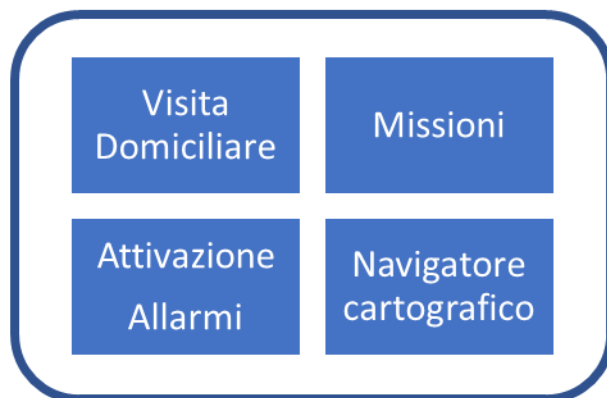 Visita
Domiciliare
Missioni
Attivazione
Allarmi
Navigatore
cartografico